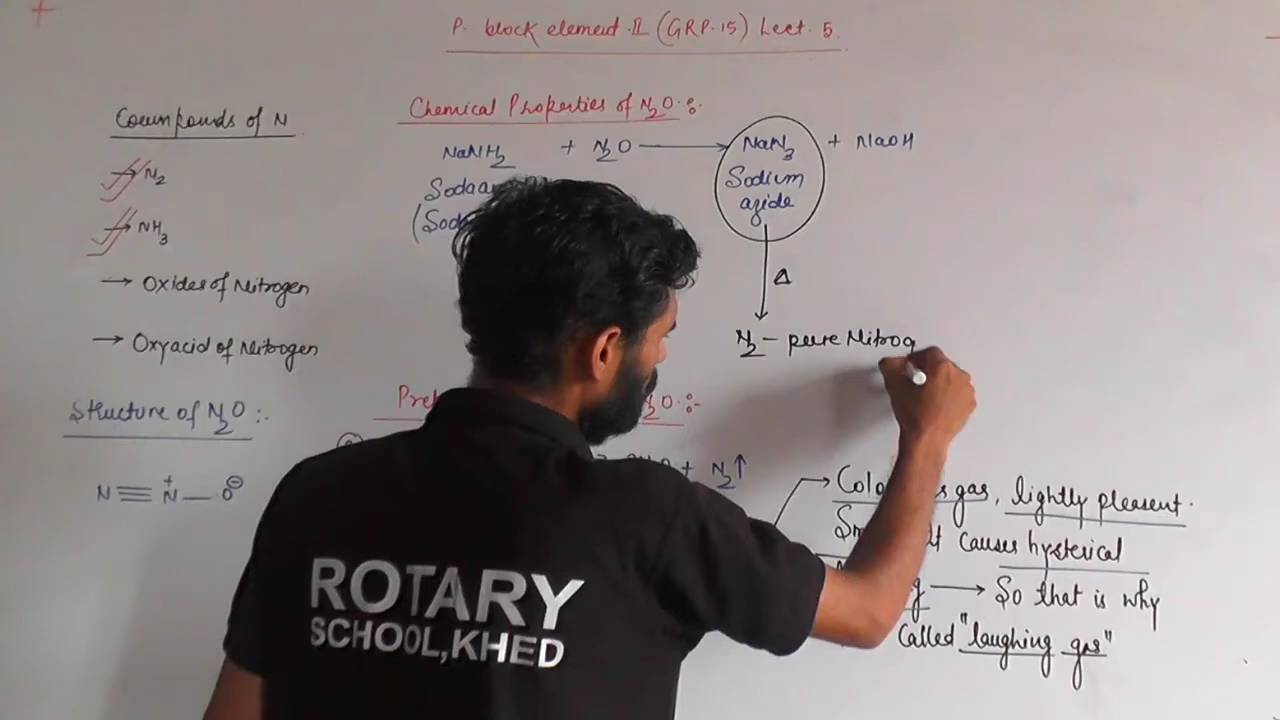 P. block element. II (GRP. 15) Lect. 5.
Compounds of N
→ N2
→ NH3
→ Oxides of Nitrogen
→ Oxyacid of Nitrogen
Structure of N2O :-
N ≡ N⁺ — O⊖
Chemical Properties of N2O :-
NaNH2 + N2O → NaN3 + NaOH
Sodium
azide
Δ
N2 - pure Nitrog
N2O :-
+ N2↑
gas, lightly pleasent.
it causes hysterical
→ So that is why
Called "laughing gas"
ROTARY
SCHOOL,KHED